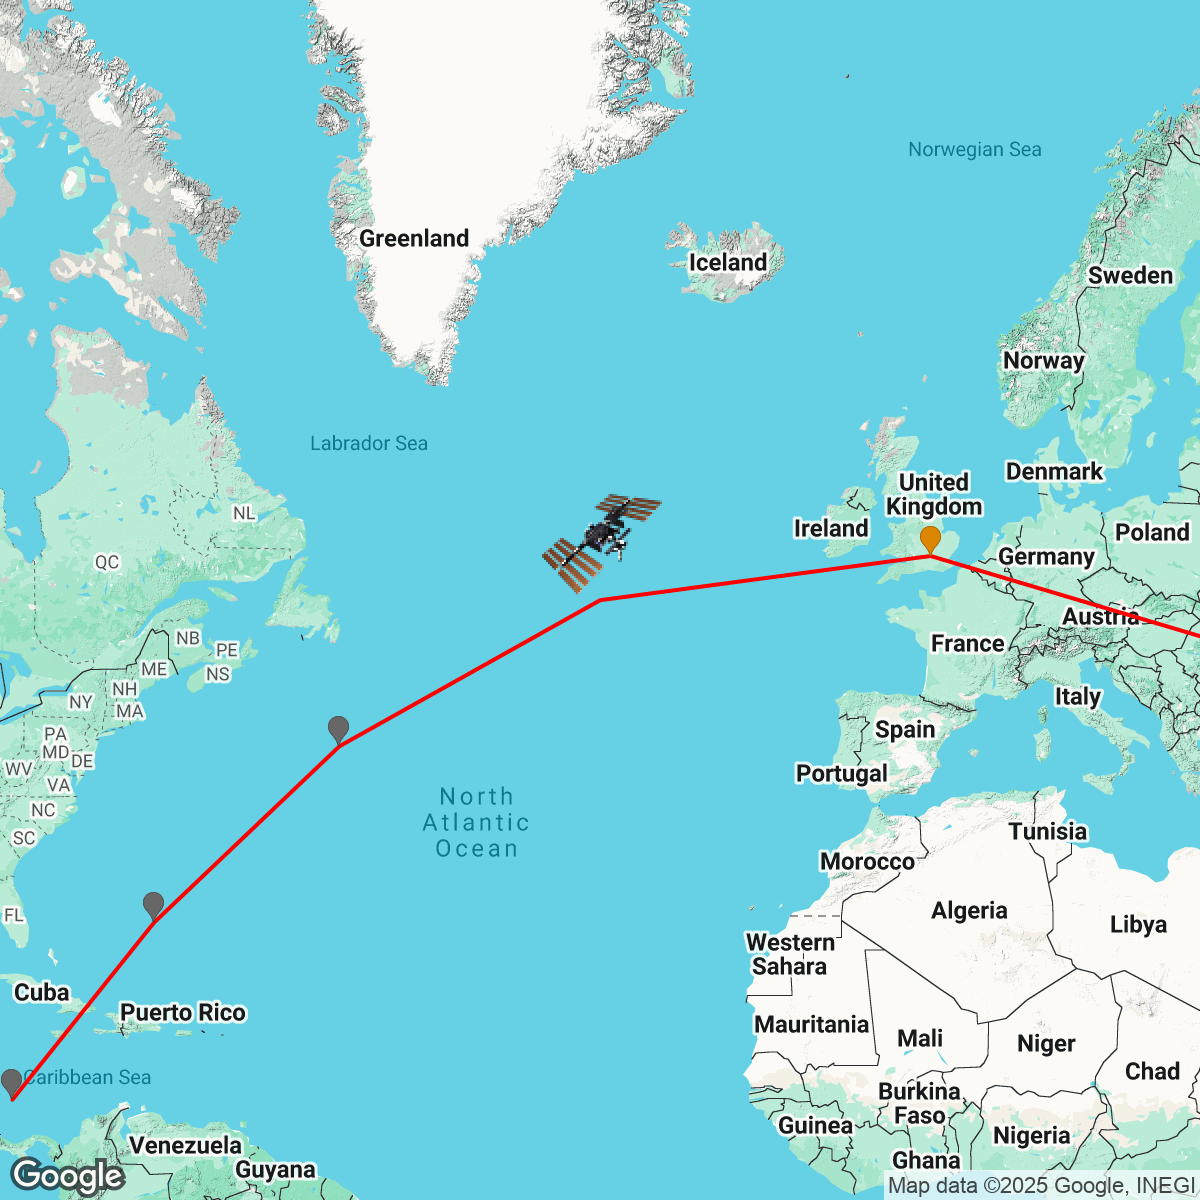 Norwegian Sea
Greenland
Iceland
Sweden
Norway
Labrador Sea
Denmark
United
Kingdom
NL
Ireland
Poland
QC
Germany
Austria
NB
PE
France
ME
NS
NH
Italy
NY
MA
Spain
PA
MD
DE
WV
Portugal
VA
North
Atlantic
Ocean
NC
Tunisia
SC
Morocco
FL
Algeria
Libya
Western
Sahara
Cuba
Puerto Rico
Mauritania
Mali
Niger
Chad
Caribbean Sea
Burkina
Faso
Guinea
Nigeria
Venezuela
Ghana
Guyana
Google
Map data ©2025 Google, INEGI